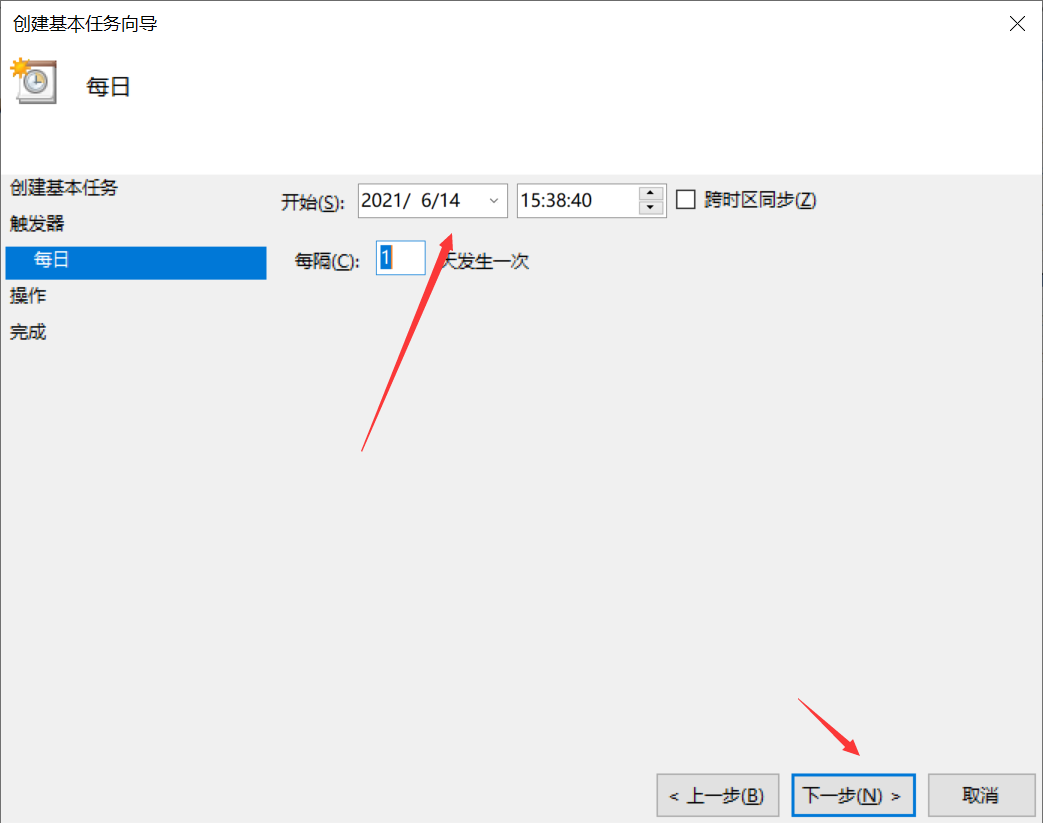 创建基本任务向导
每日
创建基本任务
触发器
每日
操作
完成
开始(S): 2021/ 6/14 15:38:40 跨时区同步(Z)
每隔(C): 1 天发生一次
< 上一步(B) 下一步(N) > 取消